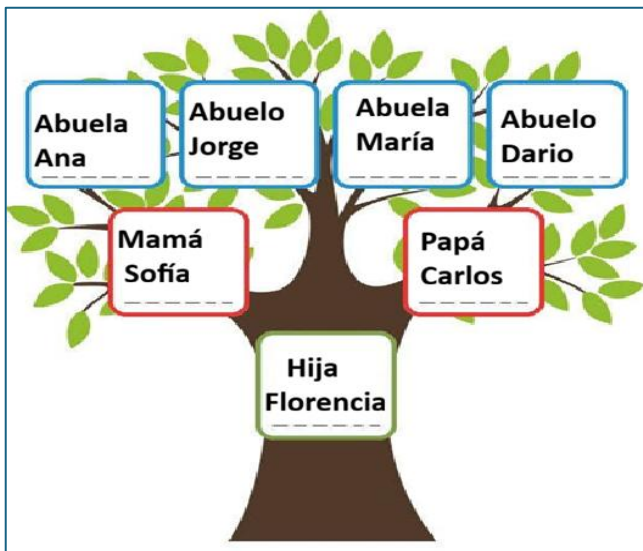 Abuela
Ana
Abuelo
Jorge
Abuela
María
Abuelo
Dario
Mamá
Sofía
Papá
Carlos
Hija
Florencia